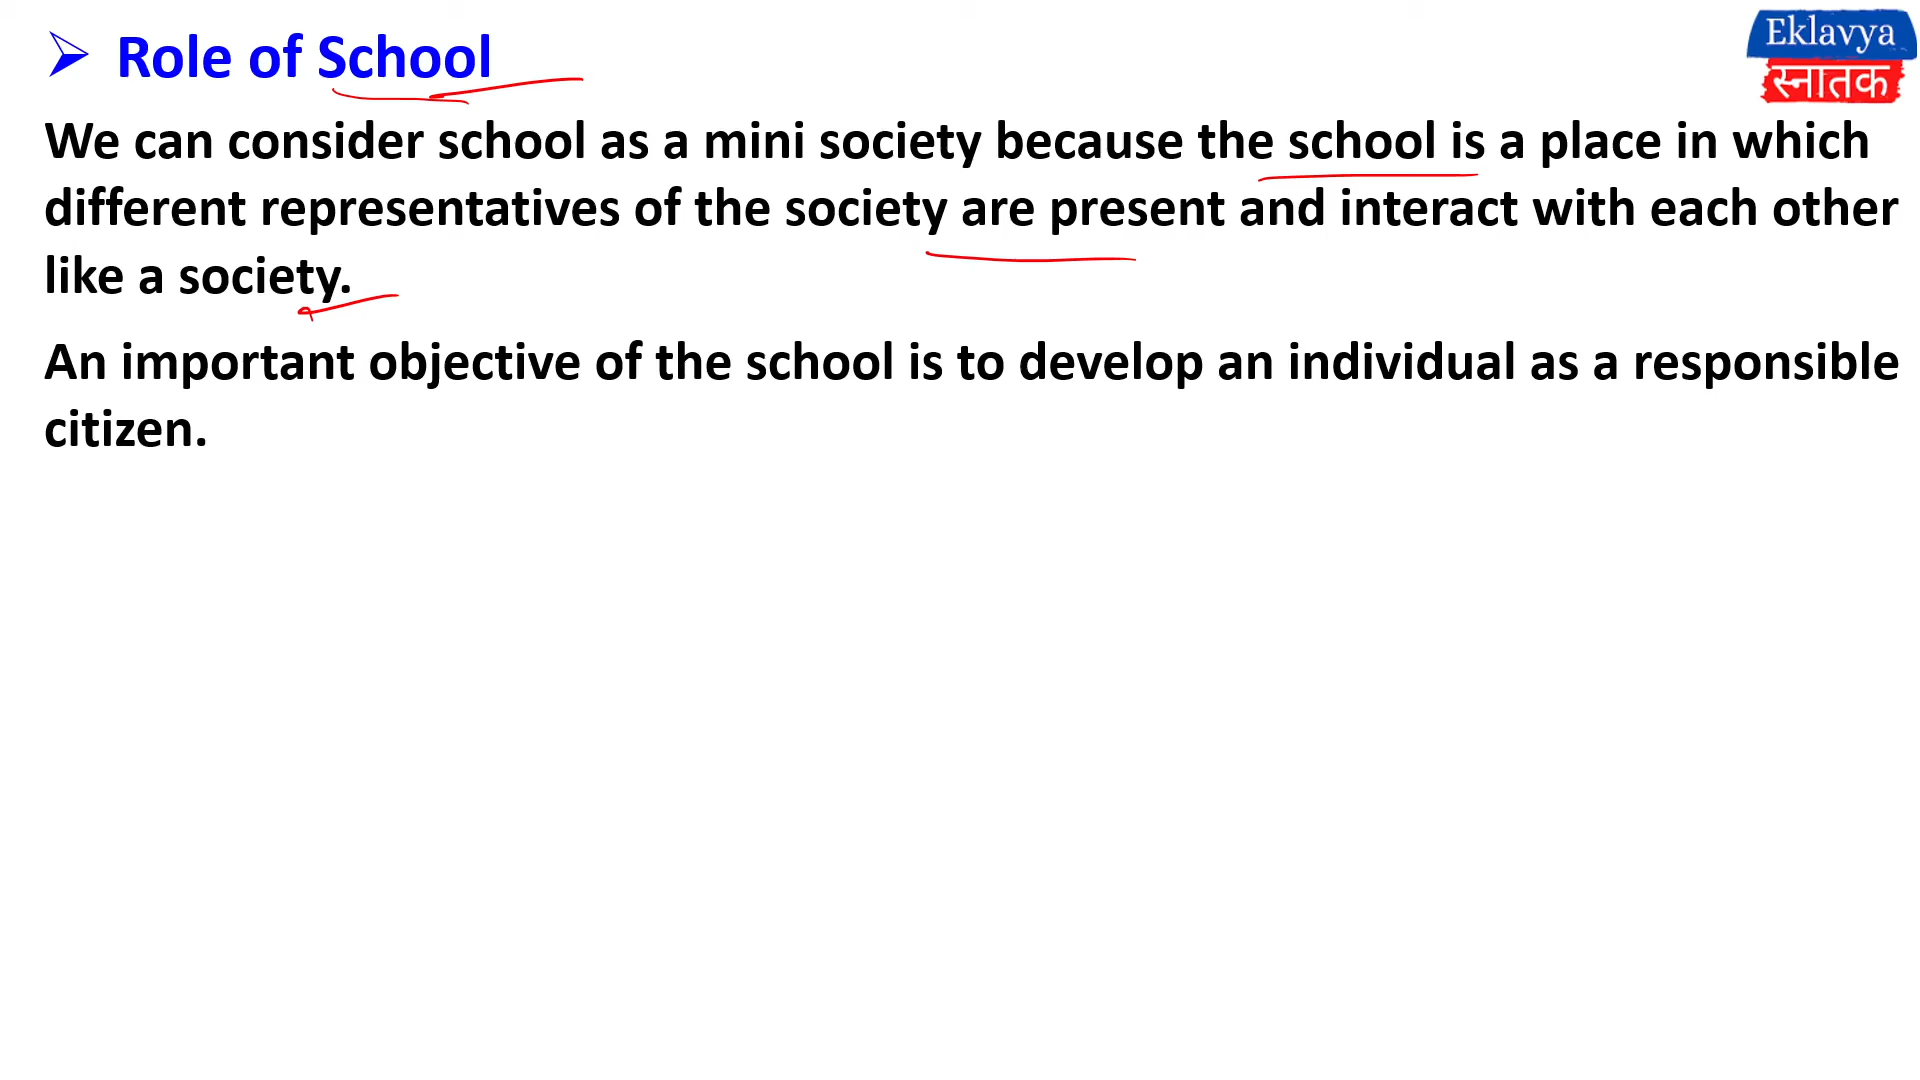 ➢ Role of School
Eklavya
स्नातक
We can consider school as a mini society because the school is a place in which
different representatives of the society are present and interact with each other
like a society.
An important objective of the school is to develop an individual as a responsible
citizen.